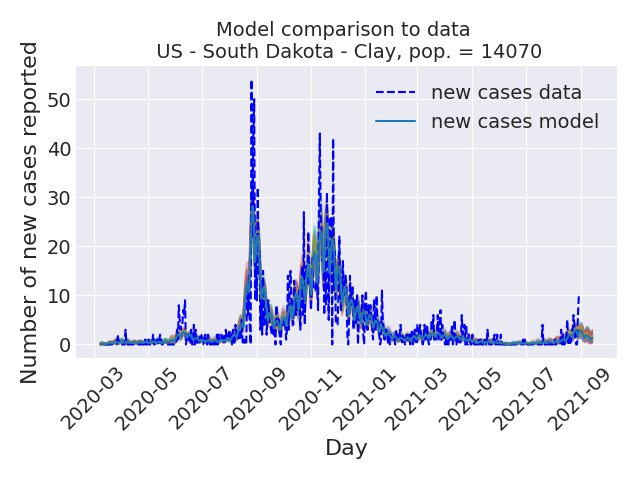 Model comparison to data
US - South Dakota - Clay, pop. = 14070
Number of new cases reported
50
40
30
20
10
0
new cases data
new cases model
2020-03
2020-05
2020-07
2020-09
2020-11
2021-01
2021-03
2021-05
2021-07
2021-09
Day